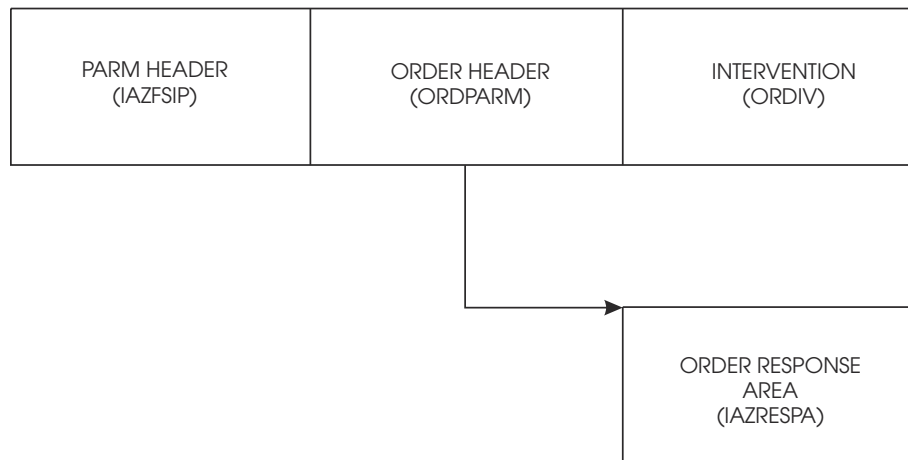 PARM HEADER
(IAZFSIP)
ORDER HEADER
(ORDPARM)
INTERVENTION
(ORDIV)
ORDER RESPONSE
AREA
(IAZRESPA)